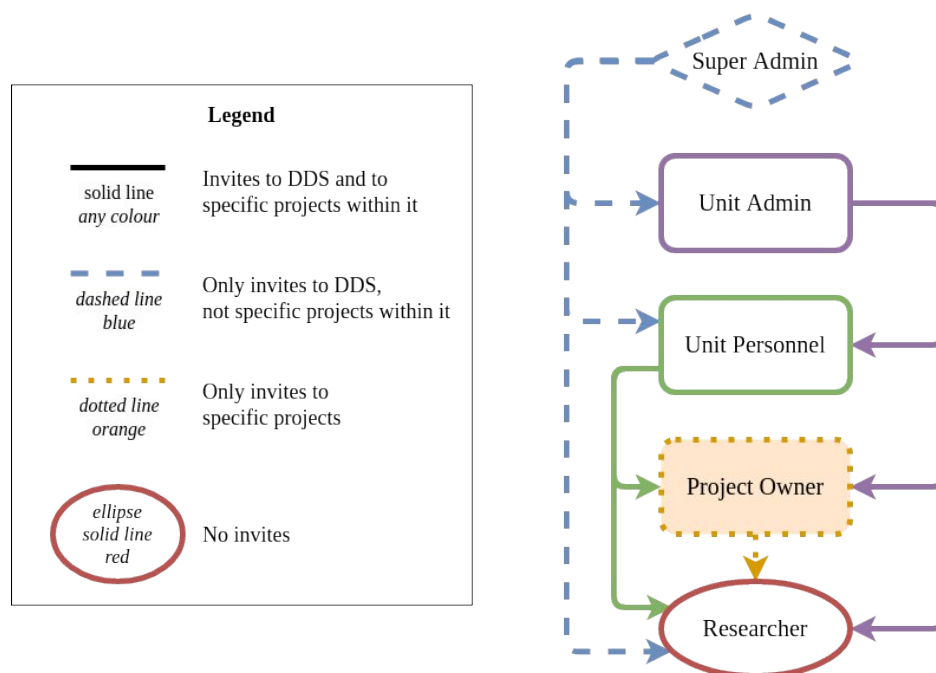 Legend
solid line
any colour
Invites to DDS and to
specific projects within it
dashed line
blue
Only invites to DDS,
not specific projects within it
dotted line
orange
Only invites to
specific projects
ellipse
solid line
red
No invites
Super Admin
Unit Admin
Unit Personnel
Project Owner
Researcher